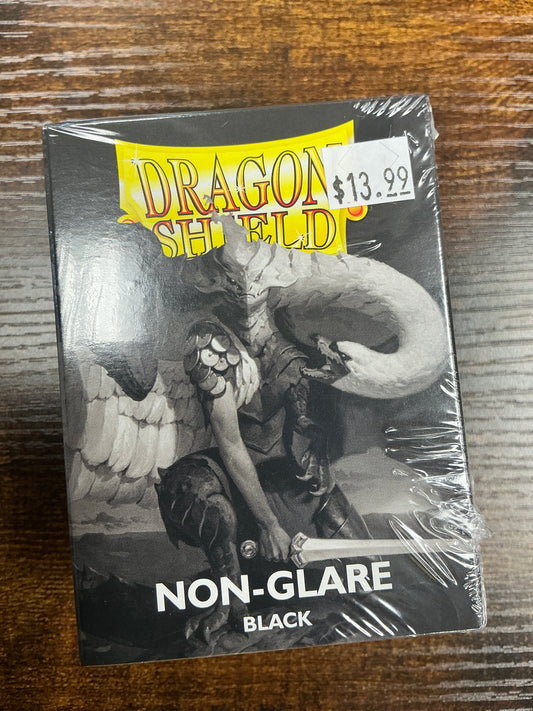 DRAGON
SHIELD
$13.99
NON-GLARE
BLACK